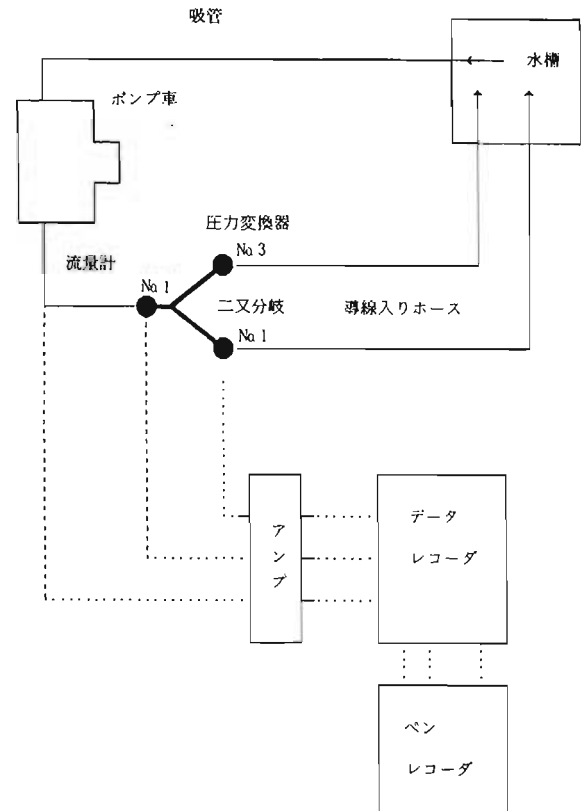 吸管
水槽
ポンプ車
圧力変換器
No 3
流量計
No 1
二又分岐
導線入りホース
No 1
アンプ
データ
レコーダ
ペン
レコーダ